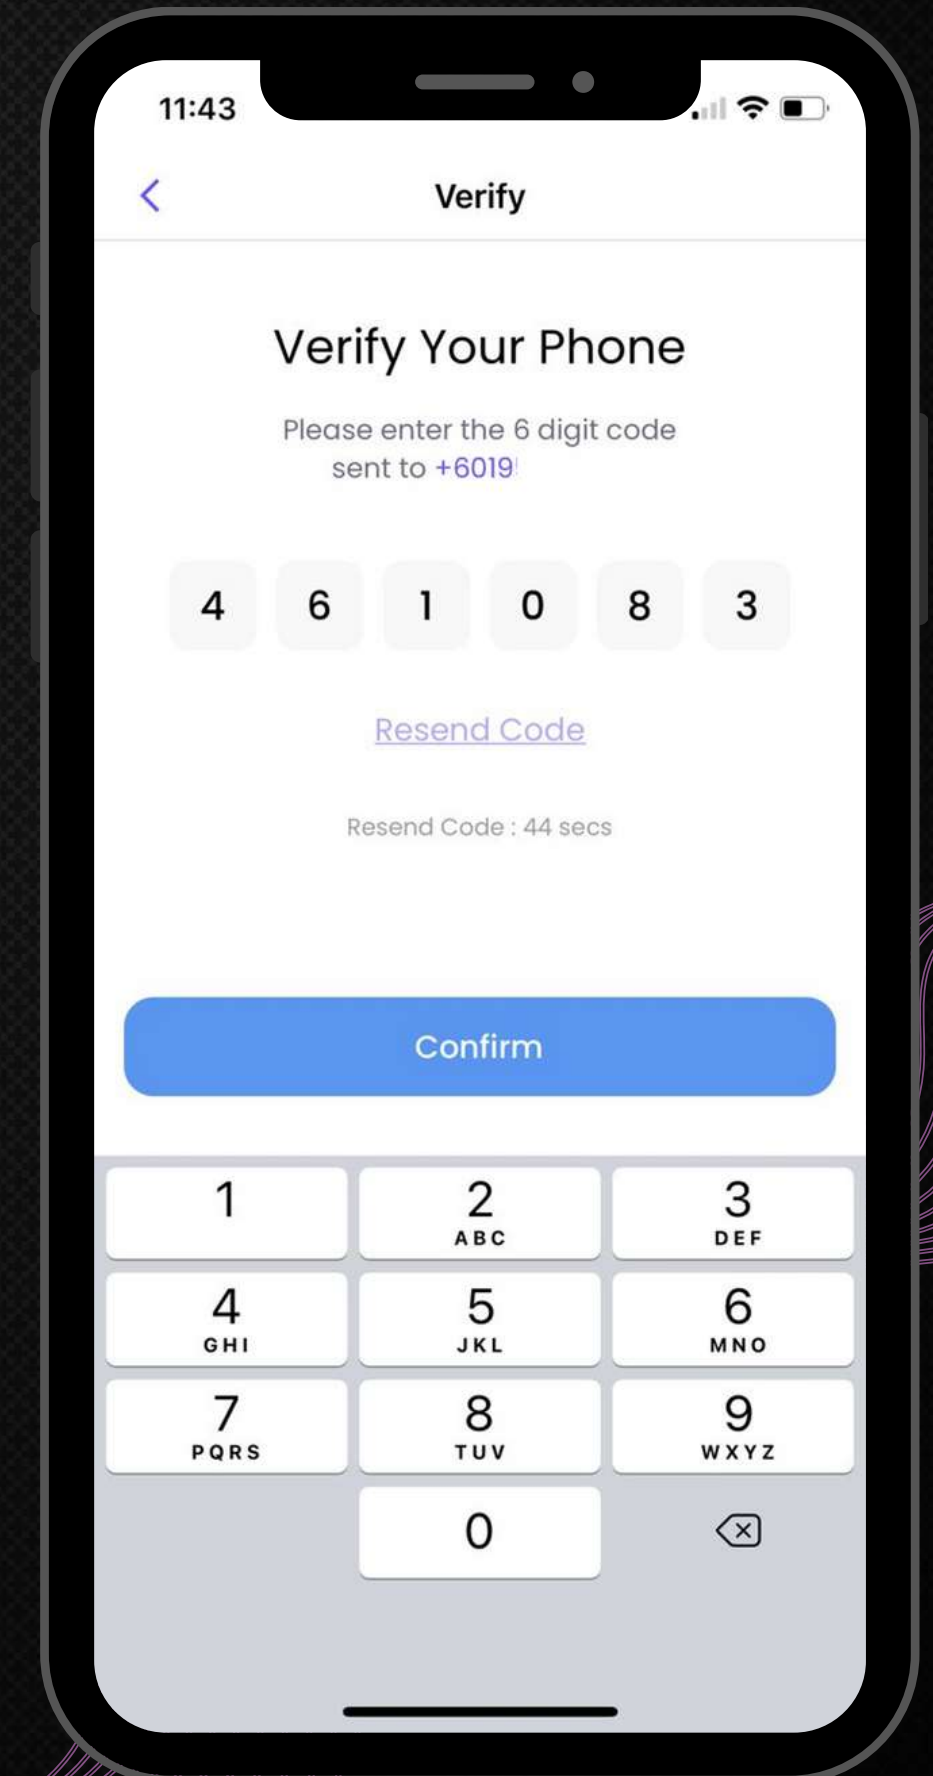 11:43
Verify
Verify Your Phone
Please enter the 6 digit code
sent to +6019
4 6 1 0 8 3
Resend Code
Resend Code : 44 secs
Confirm
1 2 3
ABC DEF
4 5 6
GHI JKL MNO
7 8 9
PQRS TUV WXYZ
0